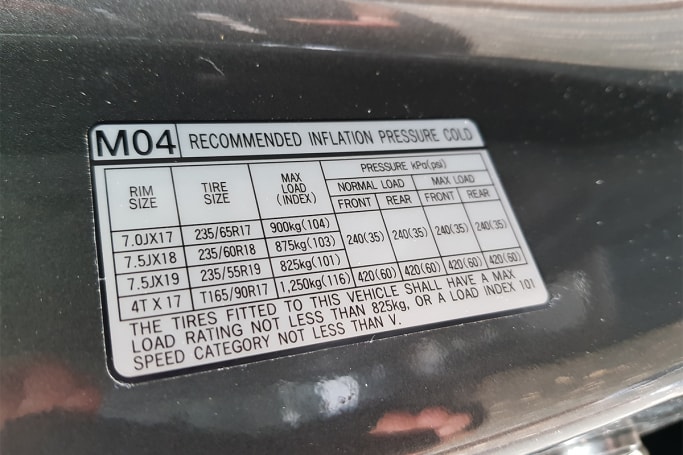 M04 RECOMMENDED INFLATION PRESSURE COLD
RIM SIZE TIRE SIZE MAX LOAD (INDEX) PRESSURE kPa(psi)
NORMAL LOAD MAX LOAD
FRONT REAR FRONT REAR
7.0JX17 235/65R17 900kg(104) 240(35) 240(35) 240(35) 240(35)
7.5JX18 235/60R18 875kg(103)
7.5JX19 235/55R19 825kg(101)
4T X 17 T165/90R17 1,250kg(116) 420(60) 420(60) 420(60) 420(60)
THE TIRES FITTED TO THIS VEHICLE SHALL HAVE A MAX
LOAD RATING NOT LESS THAN 825kg, OR A LOAD INDEX 101
SPEED CATEGORY NOT LESS THAN V.